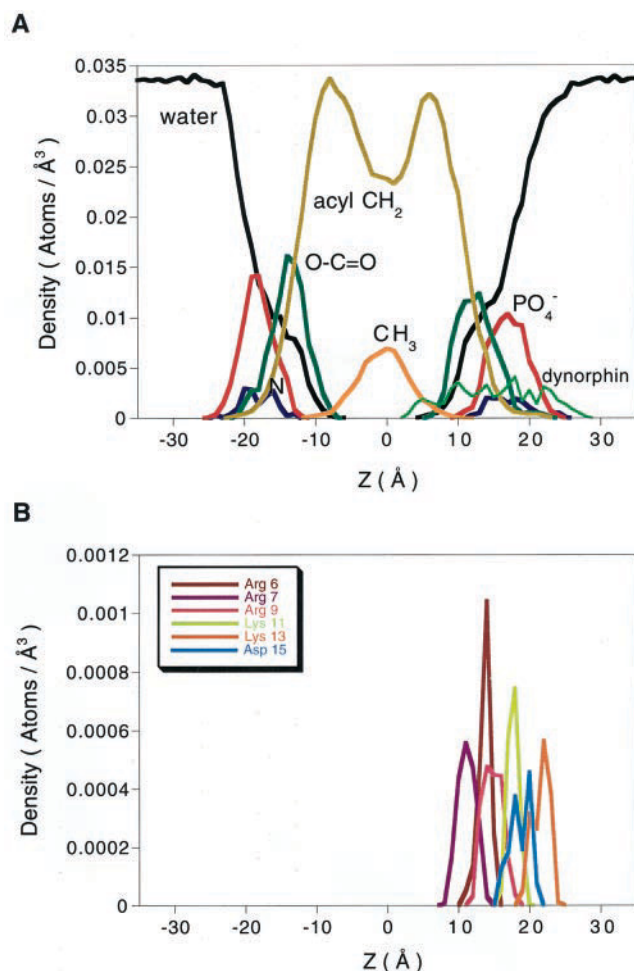 A
0.035
0.03
0.025
0.02
0.015
0.01
0.005
0
Density ( Atoms / Å³ )
water
acyl CH₂
O-C=O
CH₃
PO₄⁻
N
dynorphin
-30 -20 -10 0 10 20 30
Z ( Å )
B
0.0012
0.001
0.0008
0.0006
0.0004
0.0002
0
Density ( Atoms / Å³ )
Arg 6
Arg 7
Arg 9
Lys 11
Lys 13
Asp 15
-30 -20 -10 0 10 20 30
Z ( Å )